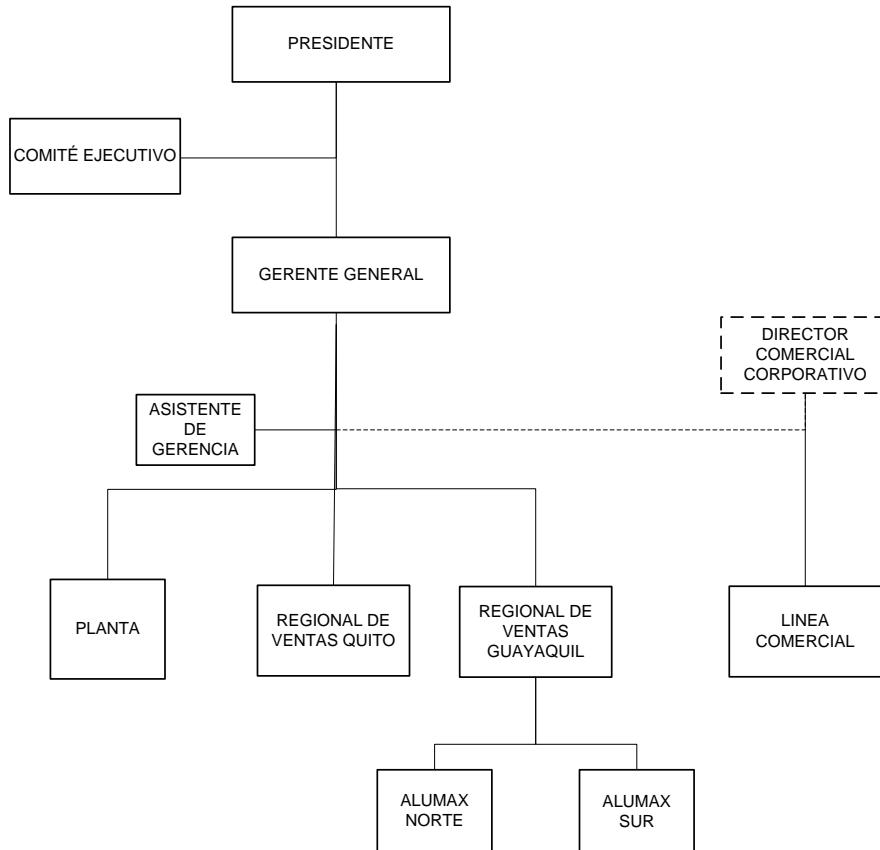 PRESIDENTE
COMITÉ EJECUTIVO
GERENTE GENERAL
DIRECTOR
COMERCIAL
CORPORATIVO
ASISTENTE
DE
GERENCIA
PLANTA
REGIONAL DE
VENTAS QUITO
REGIONAL DE
VENTAS
GUAYAQUIL
LINEA
COMERCIAL
ALUMAX
NORTE
ALUMAX
SUR